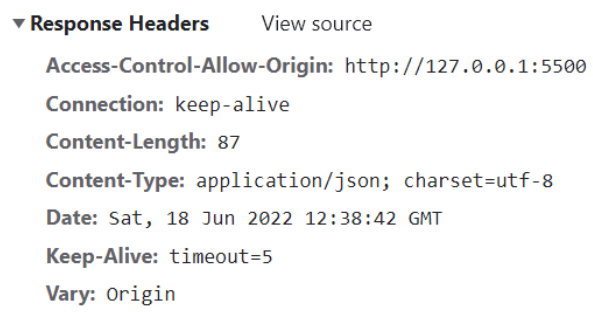 Response Headers View source
Access-Control-Allow-Origin: http://127.0.0.1:5500
Connection: keep-alive
Content-Length: 87
Content-Type: application/json; charset=utf-8
Date: Sat, 18 Jun 2022 12:38:42 GMT
Keep-Alive: timeout=5
Vary: Origin